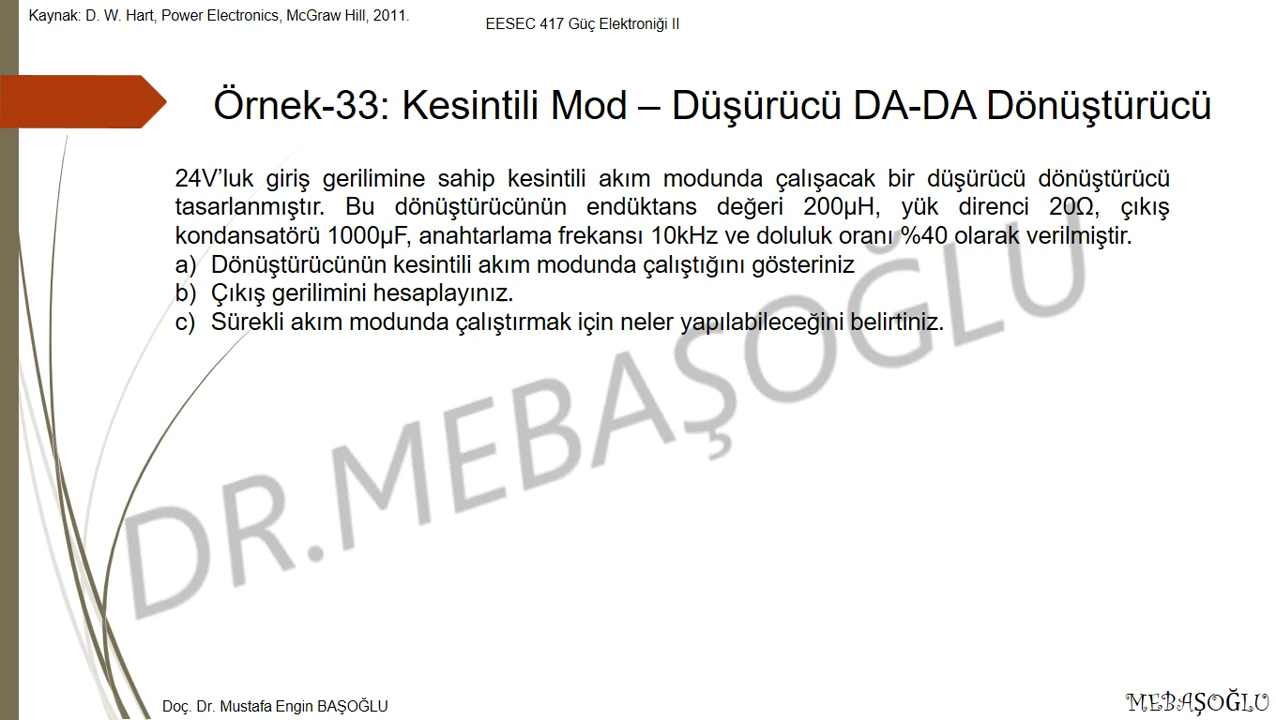 Kaynak: D. W. Hart, Power Electronics, McGraw Hill, 2011.
EESEC 417 Güç Elektroniği II
Örnek-33: Kesintili Mod – Düşürücü DA-DA Dönüştürücü
24V’luk giriş gerilimine sahip kesintili akım modunda çalışacak bir düşürücü dönüştürücü
tasarlanmıştır. Bu dönüştürücünün endüktans değeri 200µH, yük direnci 20Ω, çıkış
kondansatörü 1000µF, anahtarlama frekansı 10kHz ve doluluk oranı %40 olarak verilmiştir.
a) Dönüştürücünün kesintili akım modunda çalıştığını gösteriniz
b) Çıkış gerilimini hesaplayınız.
c) Sürekli akım modunda çalıştırmak için neler yapılabileceğini belirtiniz.
DR.MEBAŞOĞLU
Doç. Dr. Mustafa Engin BAŞOĞLU
MEBAŞOĞLU